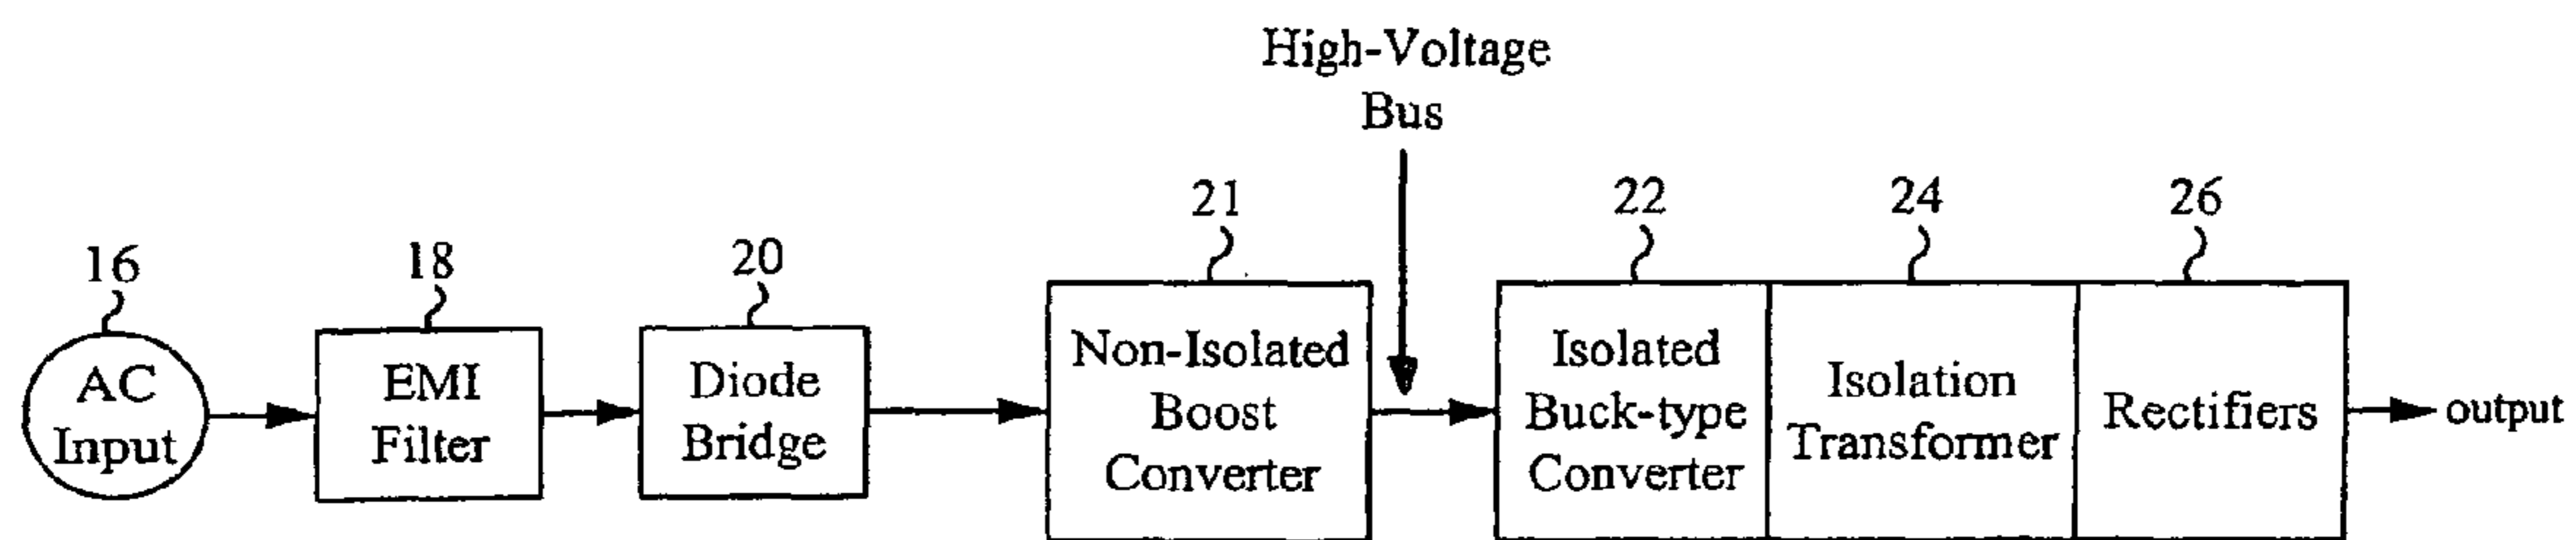 High-Voltage
Bus
16
18
20
21
22
24
26
AC
Input
EMI
Filter
Diode
Bridge
Non-Isolated
Boost
Converter
Isolated
Buck-type
Converter
Isolation
Transformer
Rectifiers
output